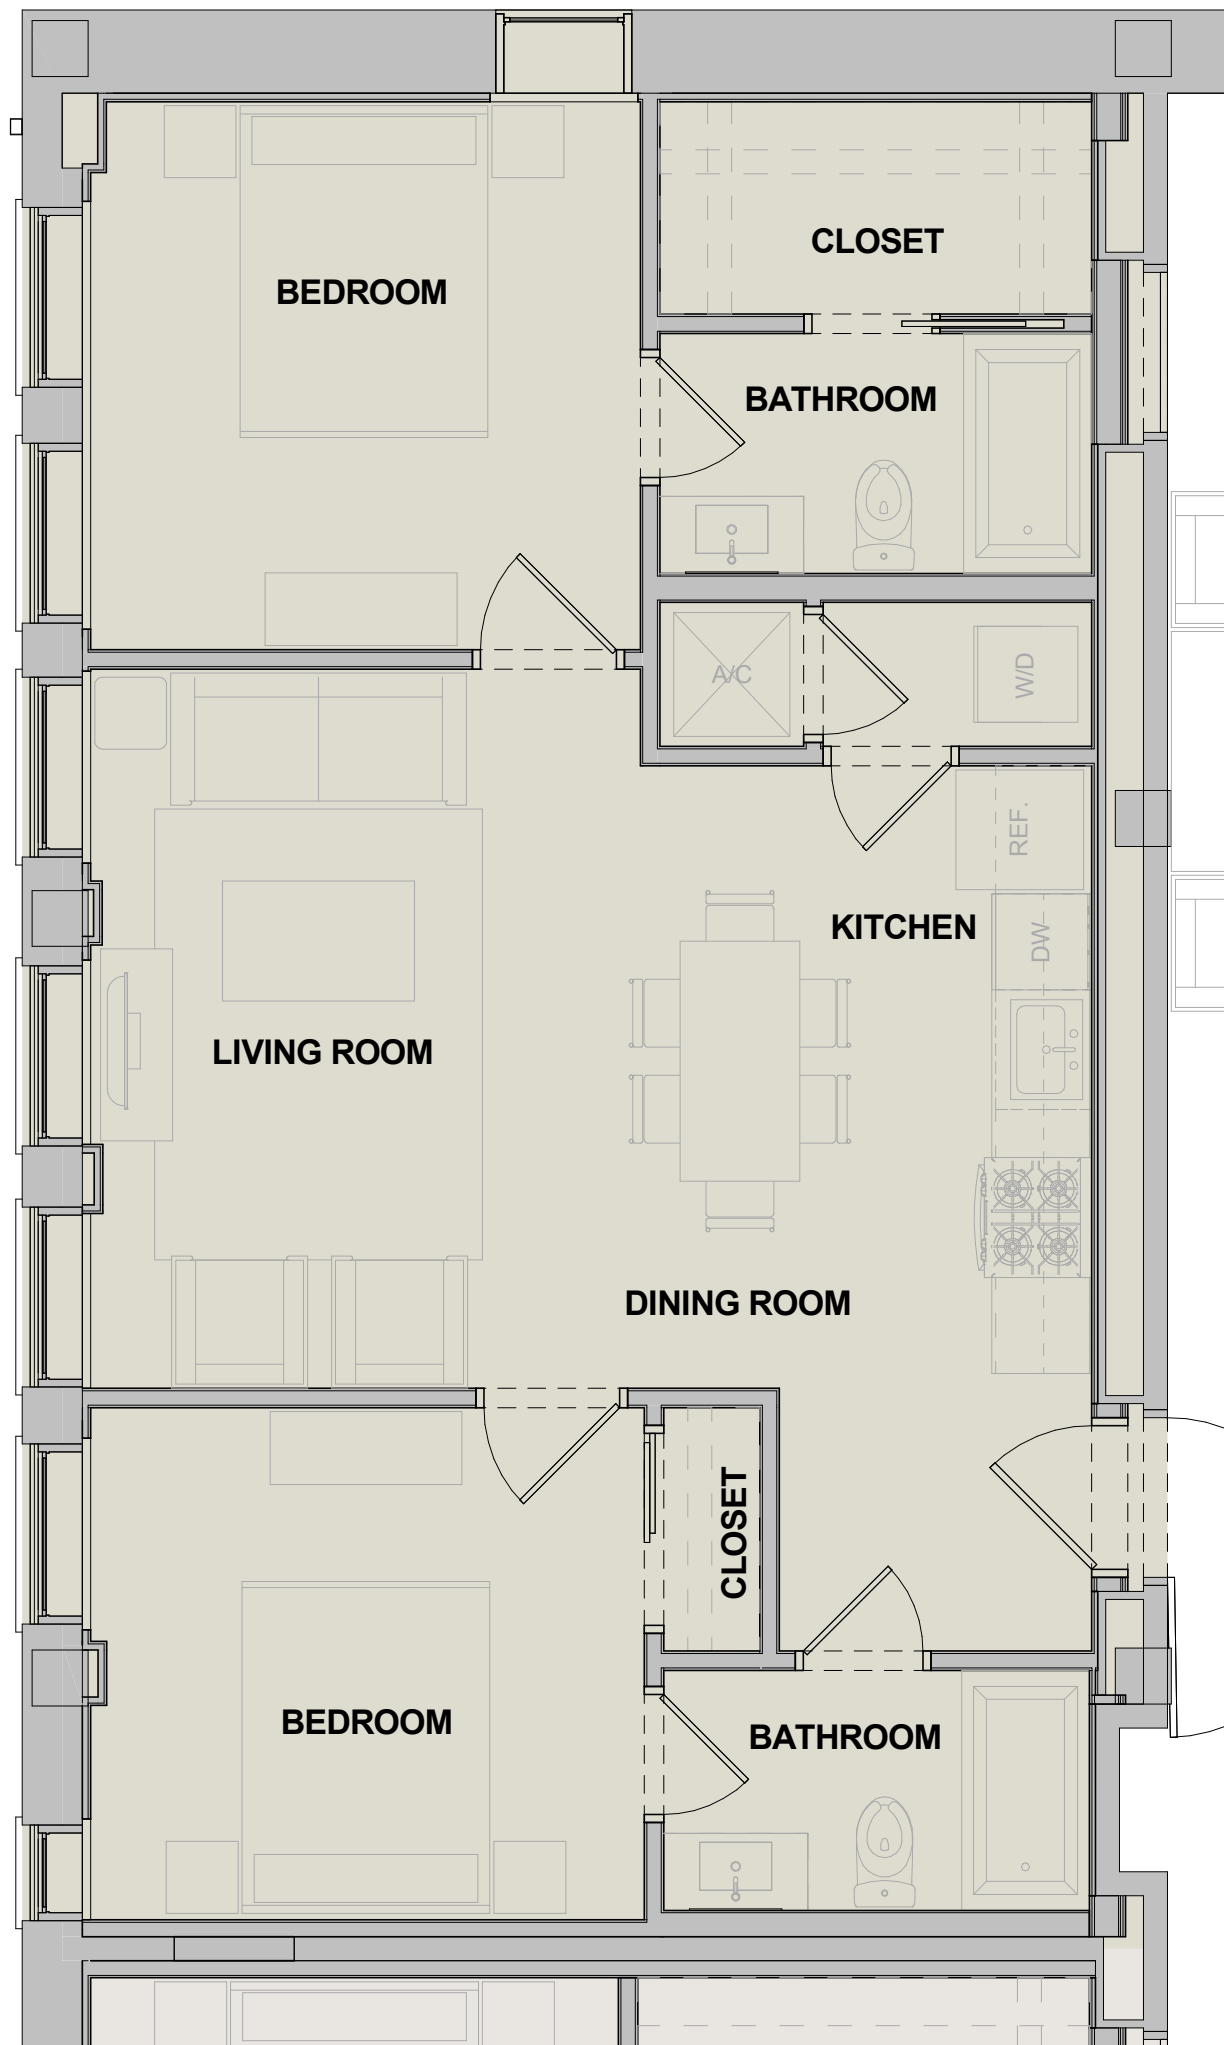 CLOSET
BEDROOM
BATHROOM
A/C
W/D
REF.
KITCHEN
DW
LIVING ROOM
DINING ROOM
CLOSET
BEDROOM
BATHROOM